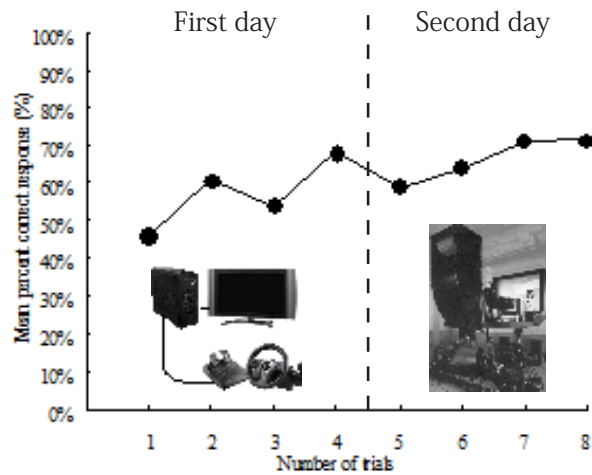 First day Second day
100%
90%
80%
70%
60%
50%
40%
30%
20%
10%
0%
Mean percent correct response (%)
1 2 3 4 5 6 7 8
Number of trials